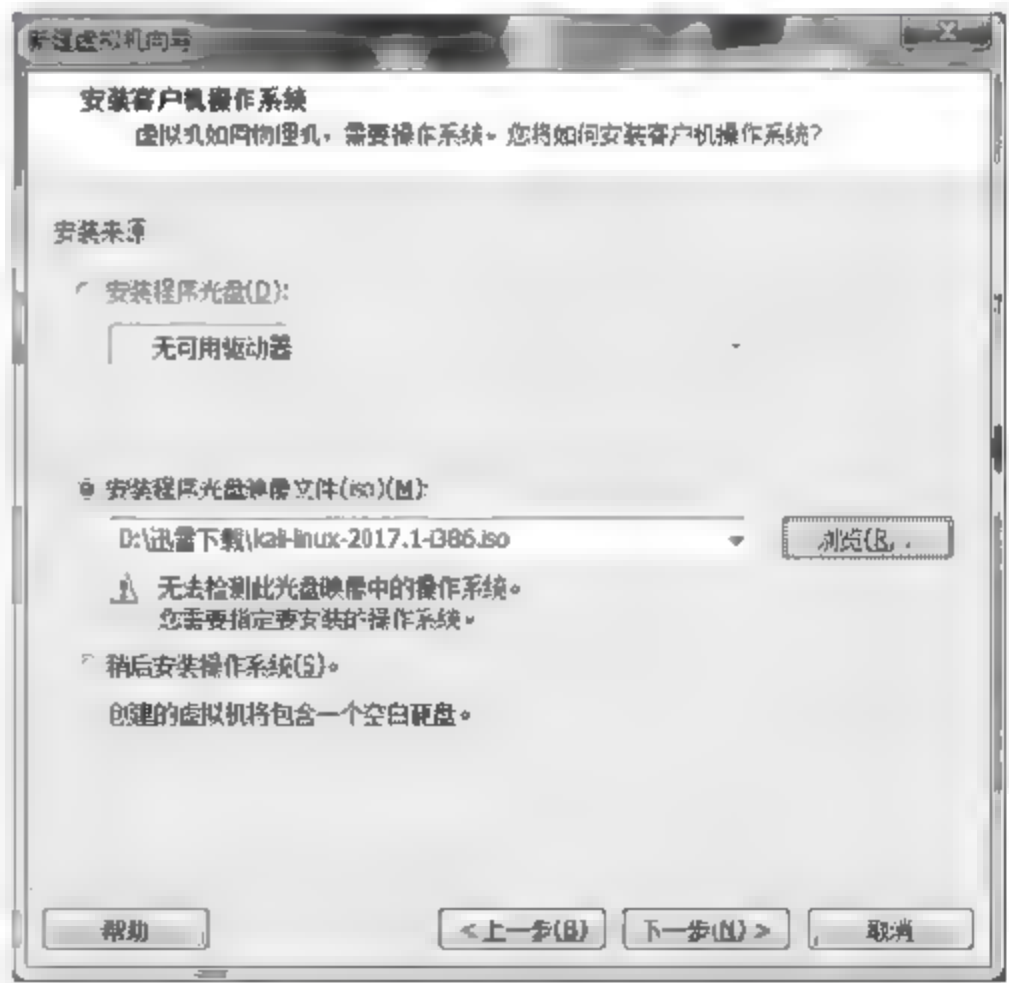 新建虚拟机向导
安装客户机操作系统
虚拟机如同物理机，需要操作系统。您将如何安装客户机操作系统?
安装来源
安装程序光盘(D):
无可用驱动器
安装程序光盘映像文件(iso)(M):
D:\迅雷下载\kali-linux-2017.1-i386.iso
浏览(R)...
无法检测此光盘映像中的操作系统。
您需要指定要安装的操作系统。
稍后安装操作系统(S)。
创建的虚拟机将包含一个空白硬盘。
帮助
<上一步(B)
下一步(N)>
取消